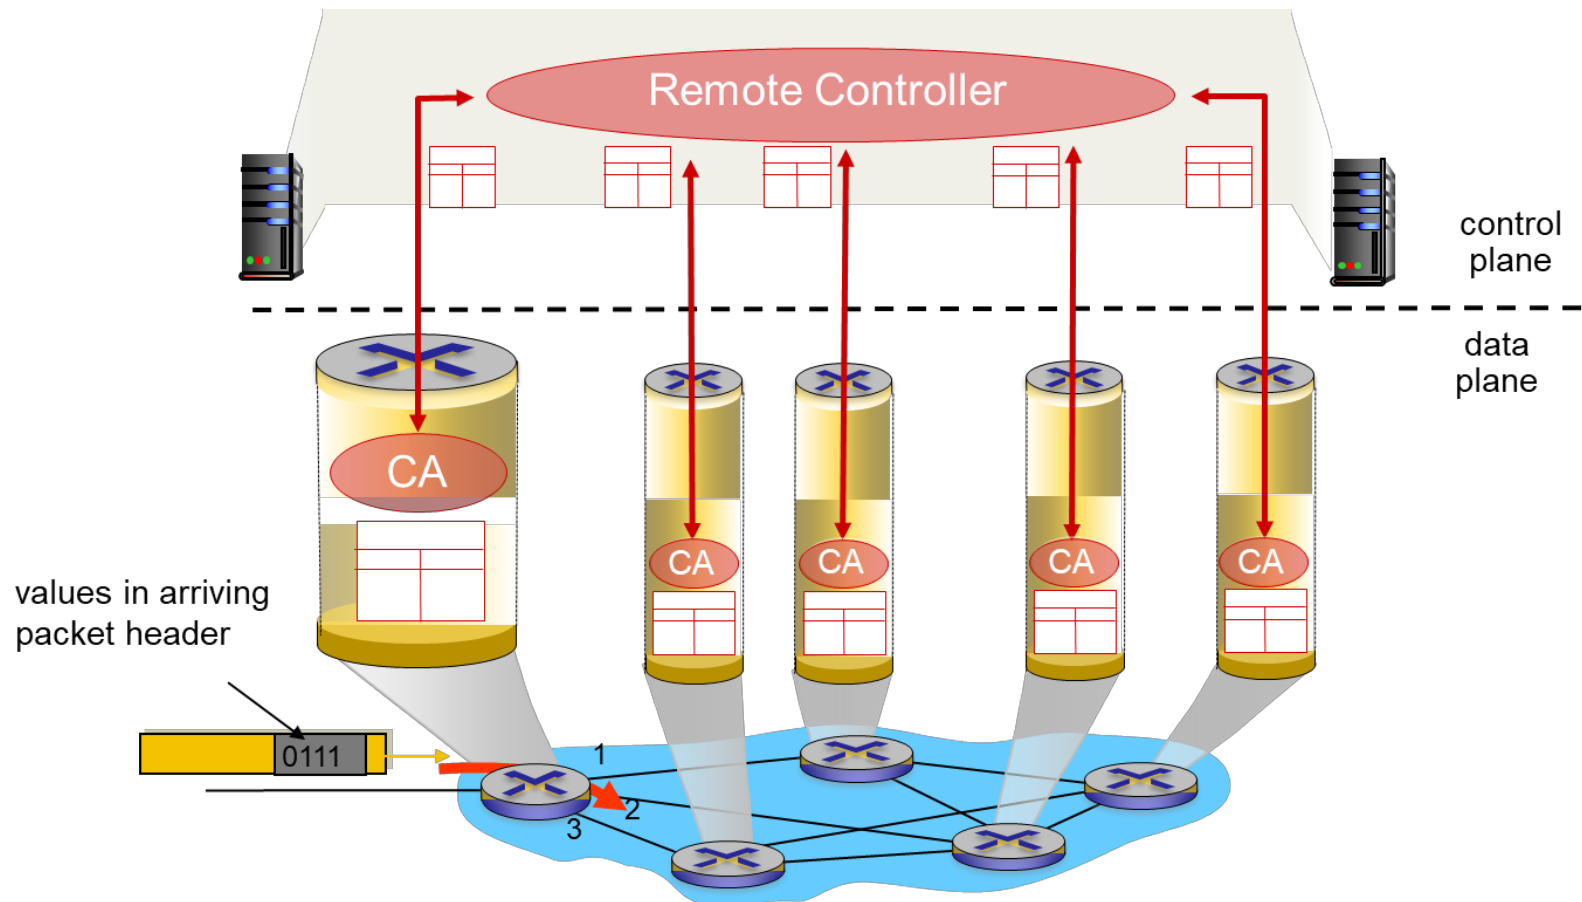 Remote Controller
control
plane
data
plane
CA
CA
CA
CA
CA
values in arriving
packet header
0111
1
2
3